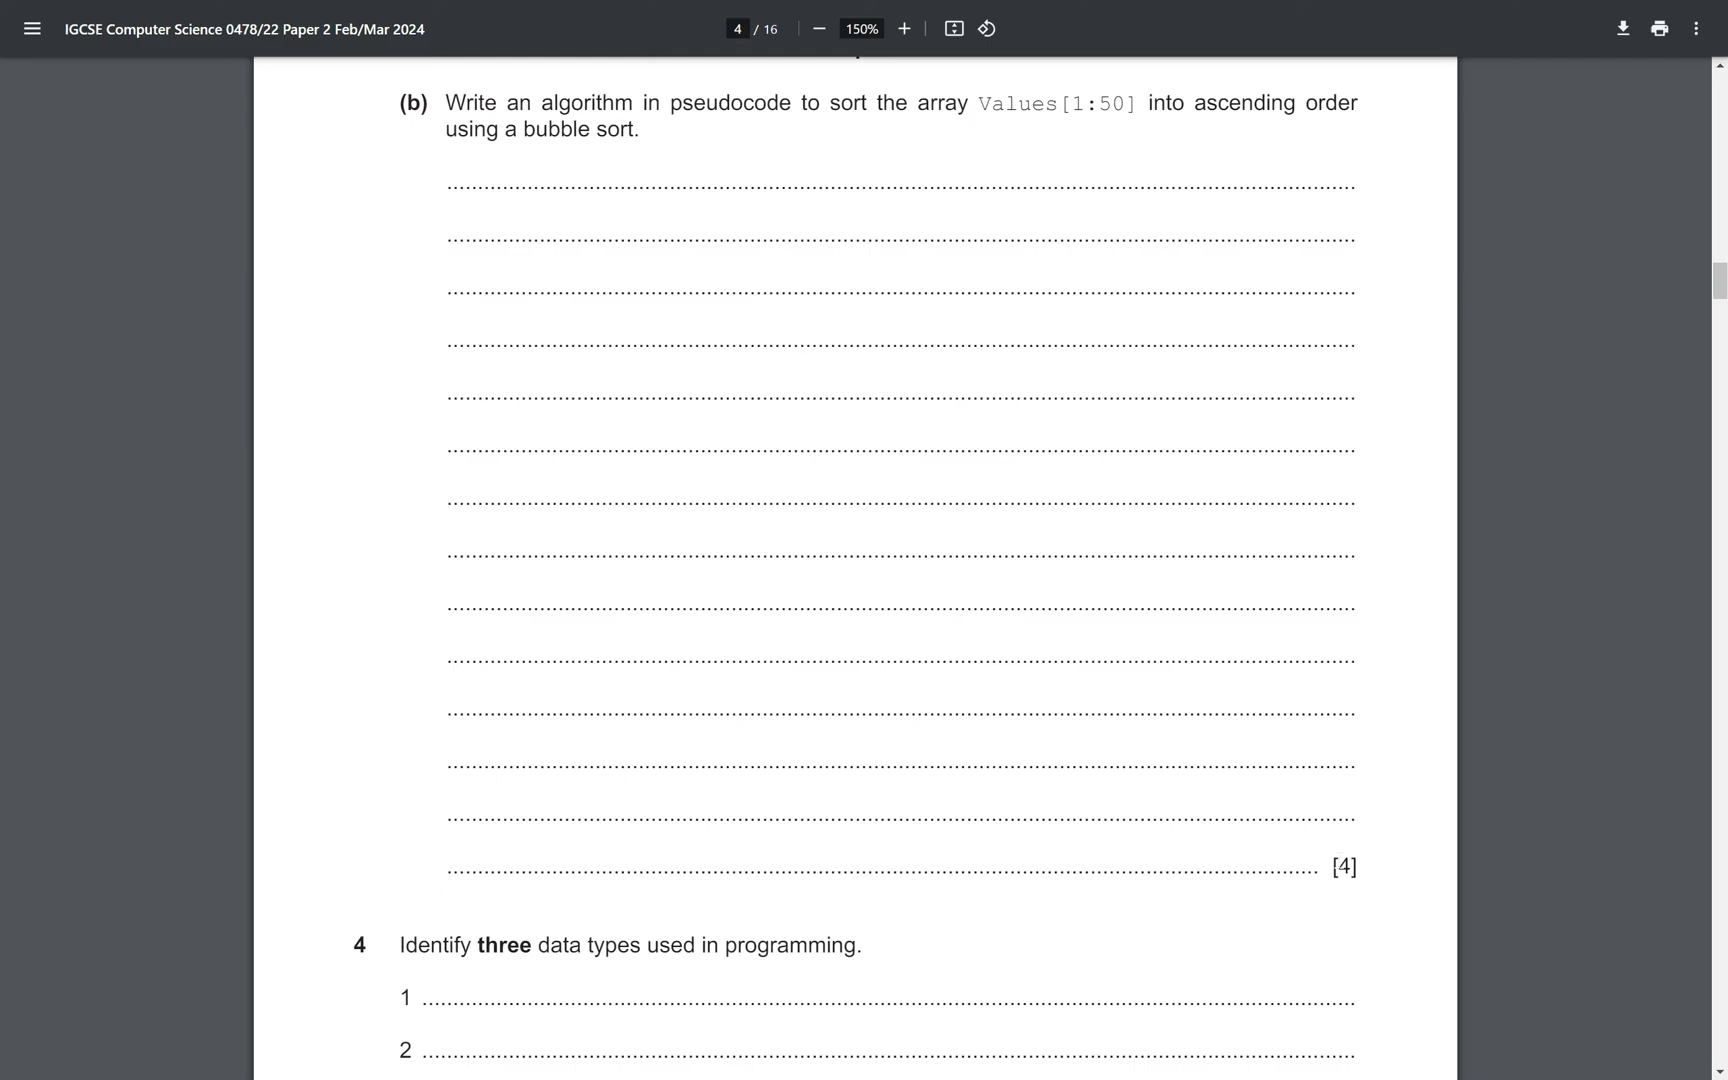 IGCSE Computer Science 0478/22 Paper 2 Feb/Mar 2024
4 / 16
150%
(b) Write an algorithm in pseudocode to sort the array Values[1:50] into ascending order
using a bubble sort.
[4]
4 Identify three data types used in programming.
1
2